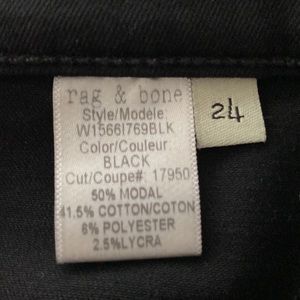 rag & bone
Style/Modele:
W1566I769BLK
Color/Couleur:
BLACK
Cut/Coupe#: 17950
50% MODAL
41.5% COTTON/COTON
6% POLYESTER
2.5%LYCRA
24